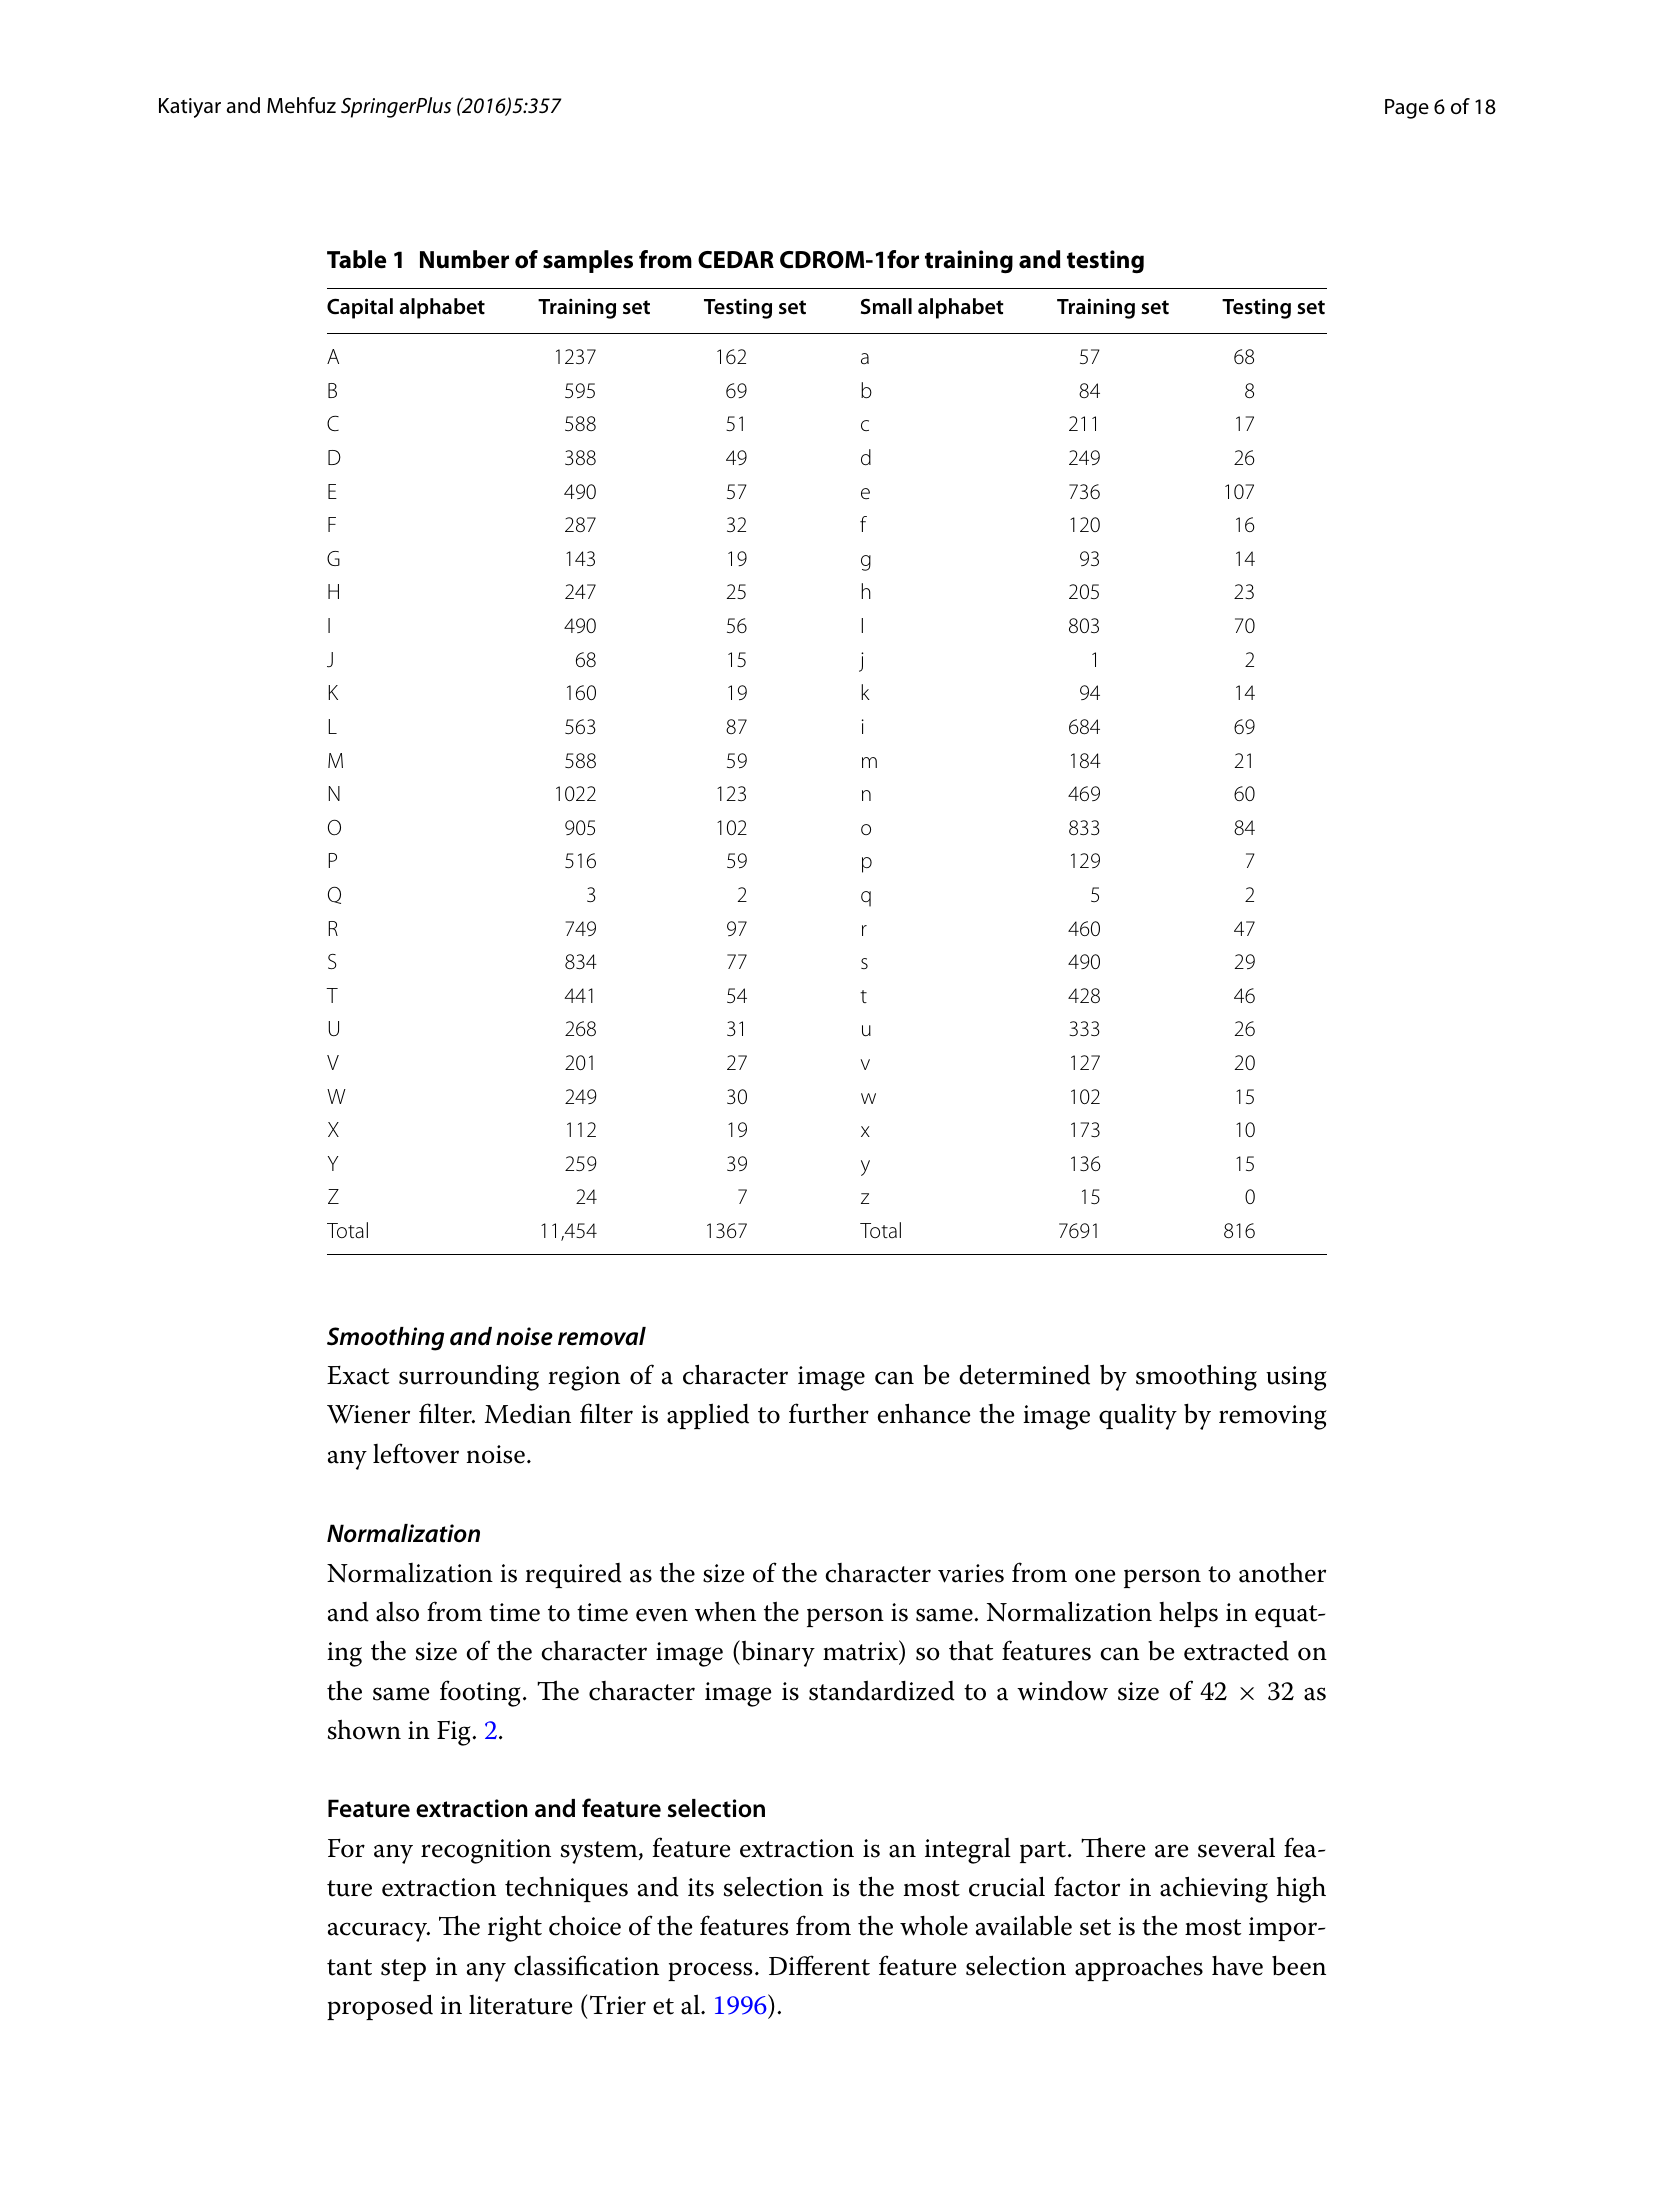 Katiyar and Mehfuz SpringerPlus (2016)5:357 Page 6 of 18
Table 1 Number of samples from CEDAR CDROM-1for training and testing
Capital alphabet Training set Testing set Small alphabet Training set Testing set
A 1237 162 a 57 68
B 595 69 b 84 8
C 588 51 c 211 17
D 388 49 d 249 26
E 490 57 e 736 107
F 287 32 f 120 16
G 143 19 g 93 14
H 247 25 h 205 23
I 490 56 l 803 70
J 68 15 j 1 2
K 160 19 k 94 14
L 563 87 i 684 69
M 588 59 m 184 21
N 1022 123 n 469 60
O 905 102 o 833 84
P 516 59 p 129 7
Q 3 2 q 5 2
R 749 97 r 460 47
S 834 77 s 490 29
T 441 54 t 428 46
U 268 31 u 333 26
V 201 27 v 127 20
W 249 30 w 102 15
X 112 19 x 173 10
Y 259 39 y 136 15
Z 24 7 z 15 0
Total 11,454 1367 Total 7691 816
Smoothing and noise removal
Exact surrounding region of a character image can be determined by smoothing using
Wiener filter. Median filter is applied to further enhance the image quality by removing
any leftover noise.
Normalization
Normalization is required as the size of the character varies from one person to another
and also from time to time even when the person is same. Normalization helps in equat-
ing the size of the character image (binary matrix) so that features can be extracted on
the same footing. The character image is standardized to a window size of 42 × 32 as
shown in Fig. 2.
Feature extraction and feature selection
For any recognition system, feature extraction is an integral part. There are several fea-
ture extraction techniques and its selection is the most crucial factor in achieving high
accuracy. The right choice of the features from the whole available set is the most impor-
tant step in any classification process. Different feature selection approaches have been
proposed in literature (Trier et al. 1996).